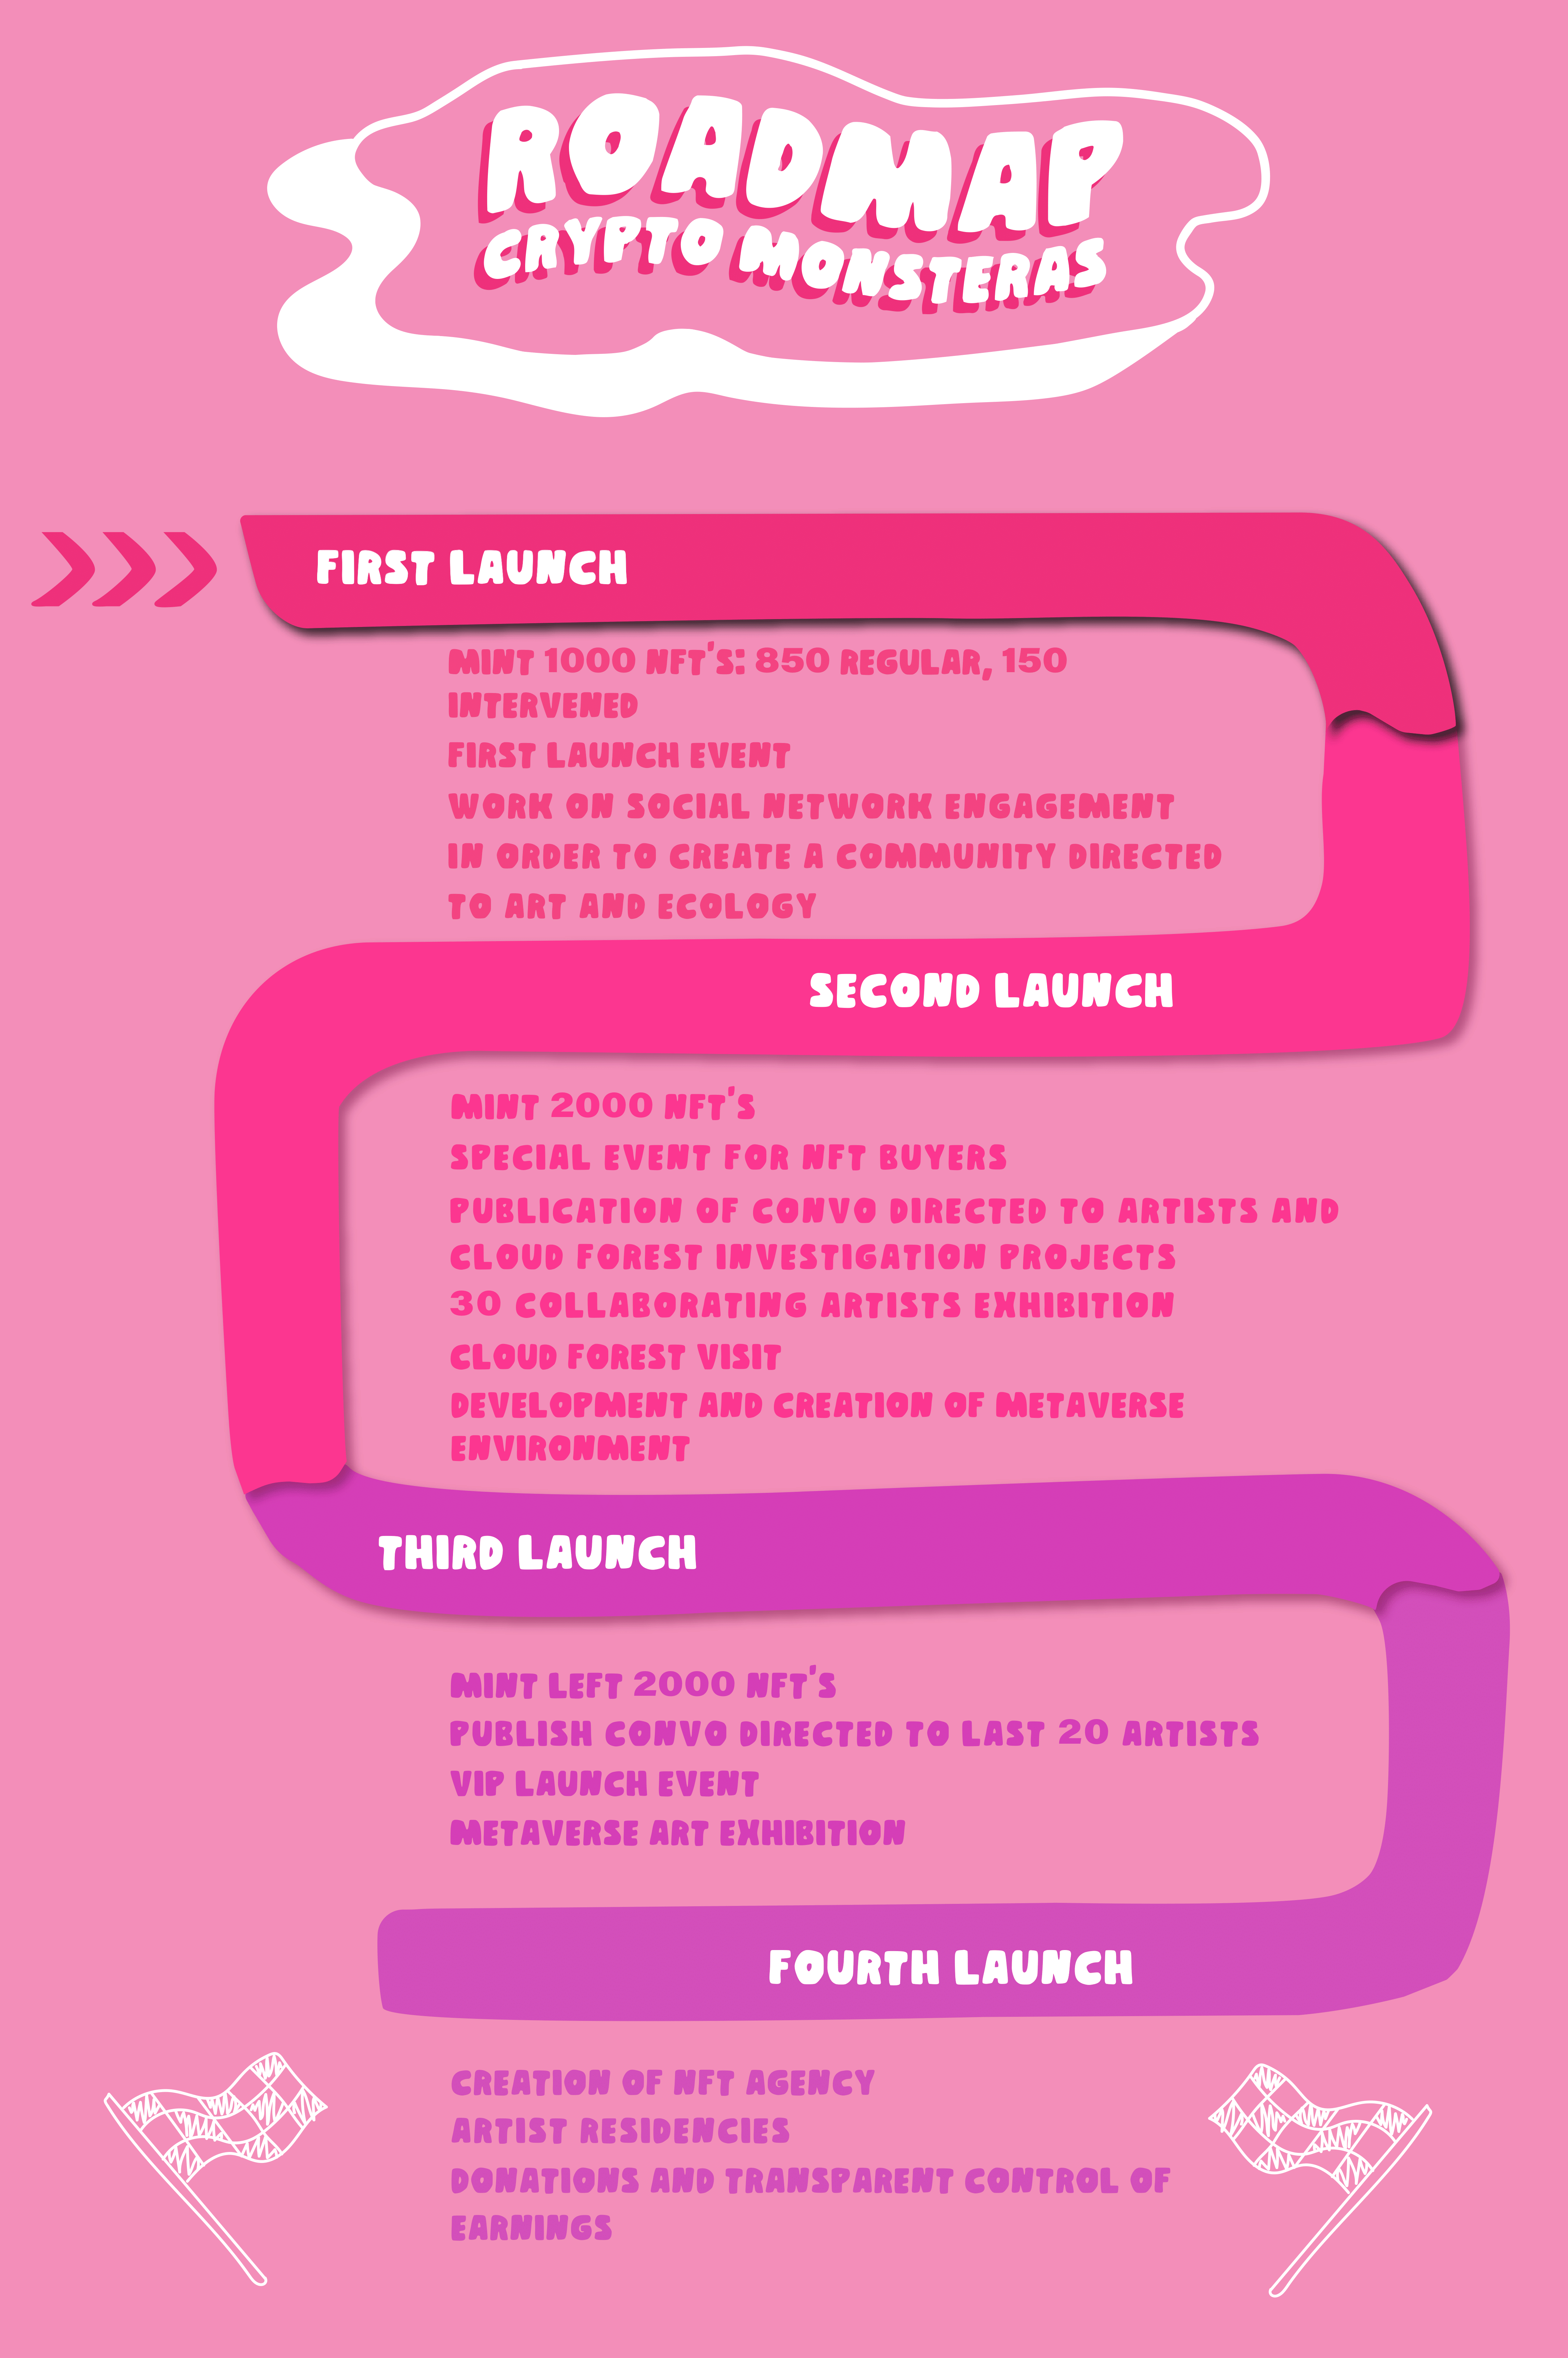 ROADMAP
CRYPTO MONSTERAS
FIRST LAUNCH
MINT 1000 NFT'S: 850 REGULAR, 150
INTERVENED
FIRST LAUNCH EVENT
WORK ON SOCIAL NETWORK ENGAGEMENT
IN ORDER TO CREATE A COMMUNITY DIRECTED
TO ART AND ECOLOGY
SECOND LAUNCH
MINT 2000 NFT'S
SPECIAL EVENT FOR NFT BUYERS
PUBLICATION OF CONVO DIRECTED TO ARTISTS AND
CLOUD FOREST INVESTIGATION PROJECTS
30 COLLABORATING ARTISTS EXHIBITION
CLOUD FOREST VISIT
DEVELOPMENT AND CREATION OF METAVERSE
ENVIRONMENT
THIRD LAUNCH
MINT LEFT 2000 NFT'S
PUBLISH CONVO DIRECTED TO LAST 20 ARTISTS
VIP LAUNCH EVENT
METAVERSE ART EXHIBITION
FOURTH LAUNCH
CREATION OF NFT AGENCY
ARTIST RESIDENCIES
DONATIONS AND TRANSPARENT CONTROL OF
EARNINGS